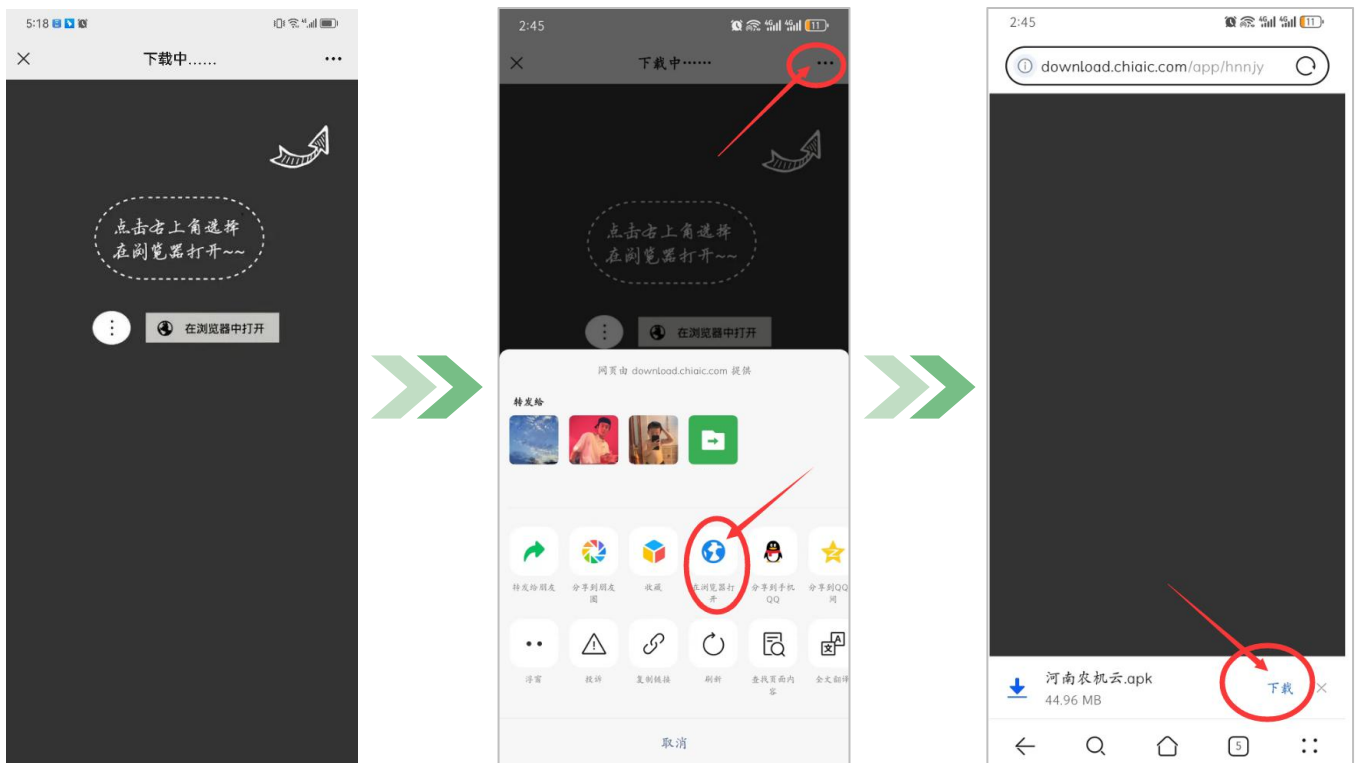 5:18
下载中......
点击右上角选择
在浏览器打开~~
在浏览器中打开
2:45
11
下载中······
点击右上角选择
在浏览器打开~~
在浏览器中打开
网页由 download.chiaic.com 提供
转发给
转发给朋友
分享到朋友
圈
收藏
在浏览器打
开
分享到手机
QQ
分享到QQ
间
浮窗
投诉
复制链接
刷新
查找页面内
容
全文翻译
取消
2:45
11
download.chiaic.com/app/hnnjy
河南农机云.apk
44.96 MB
下载
5